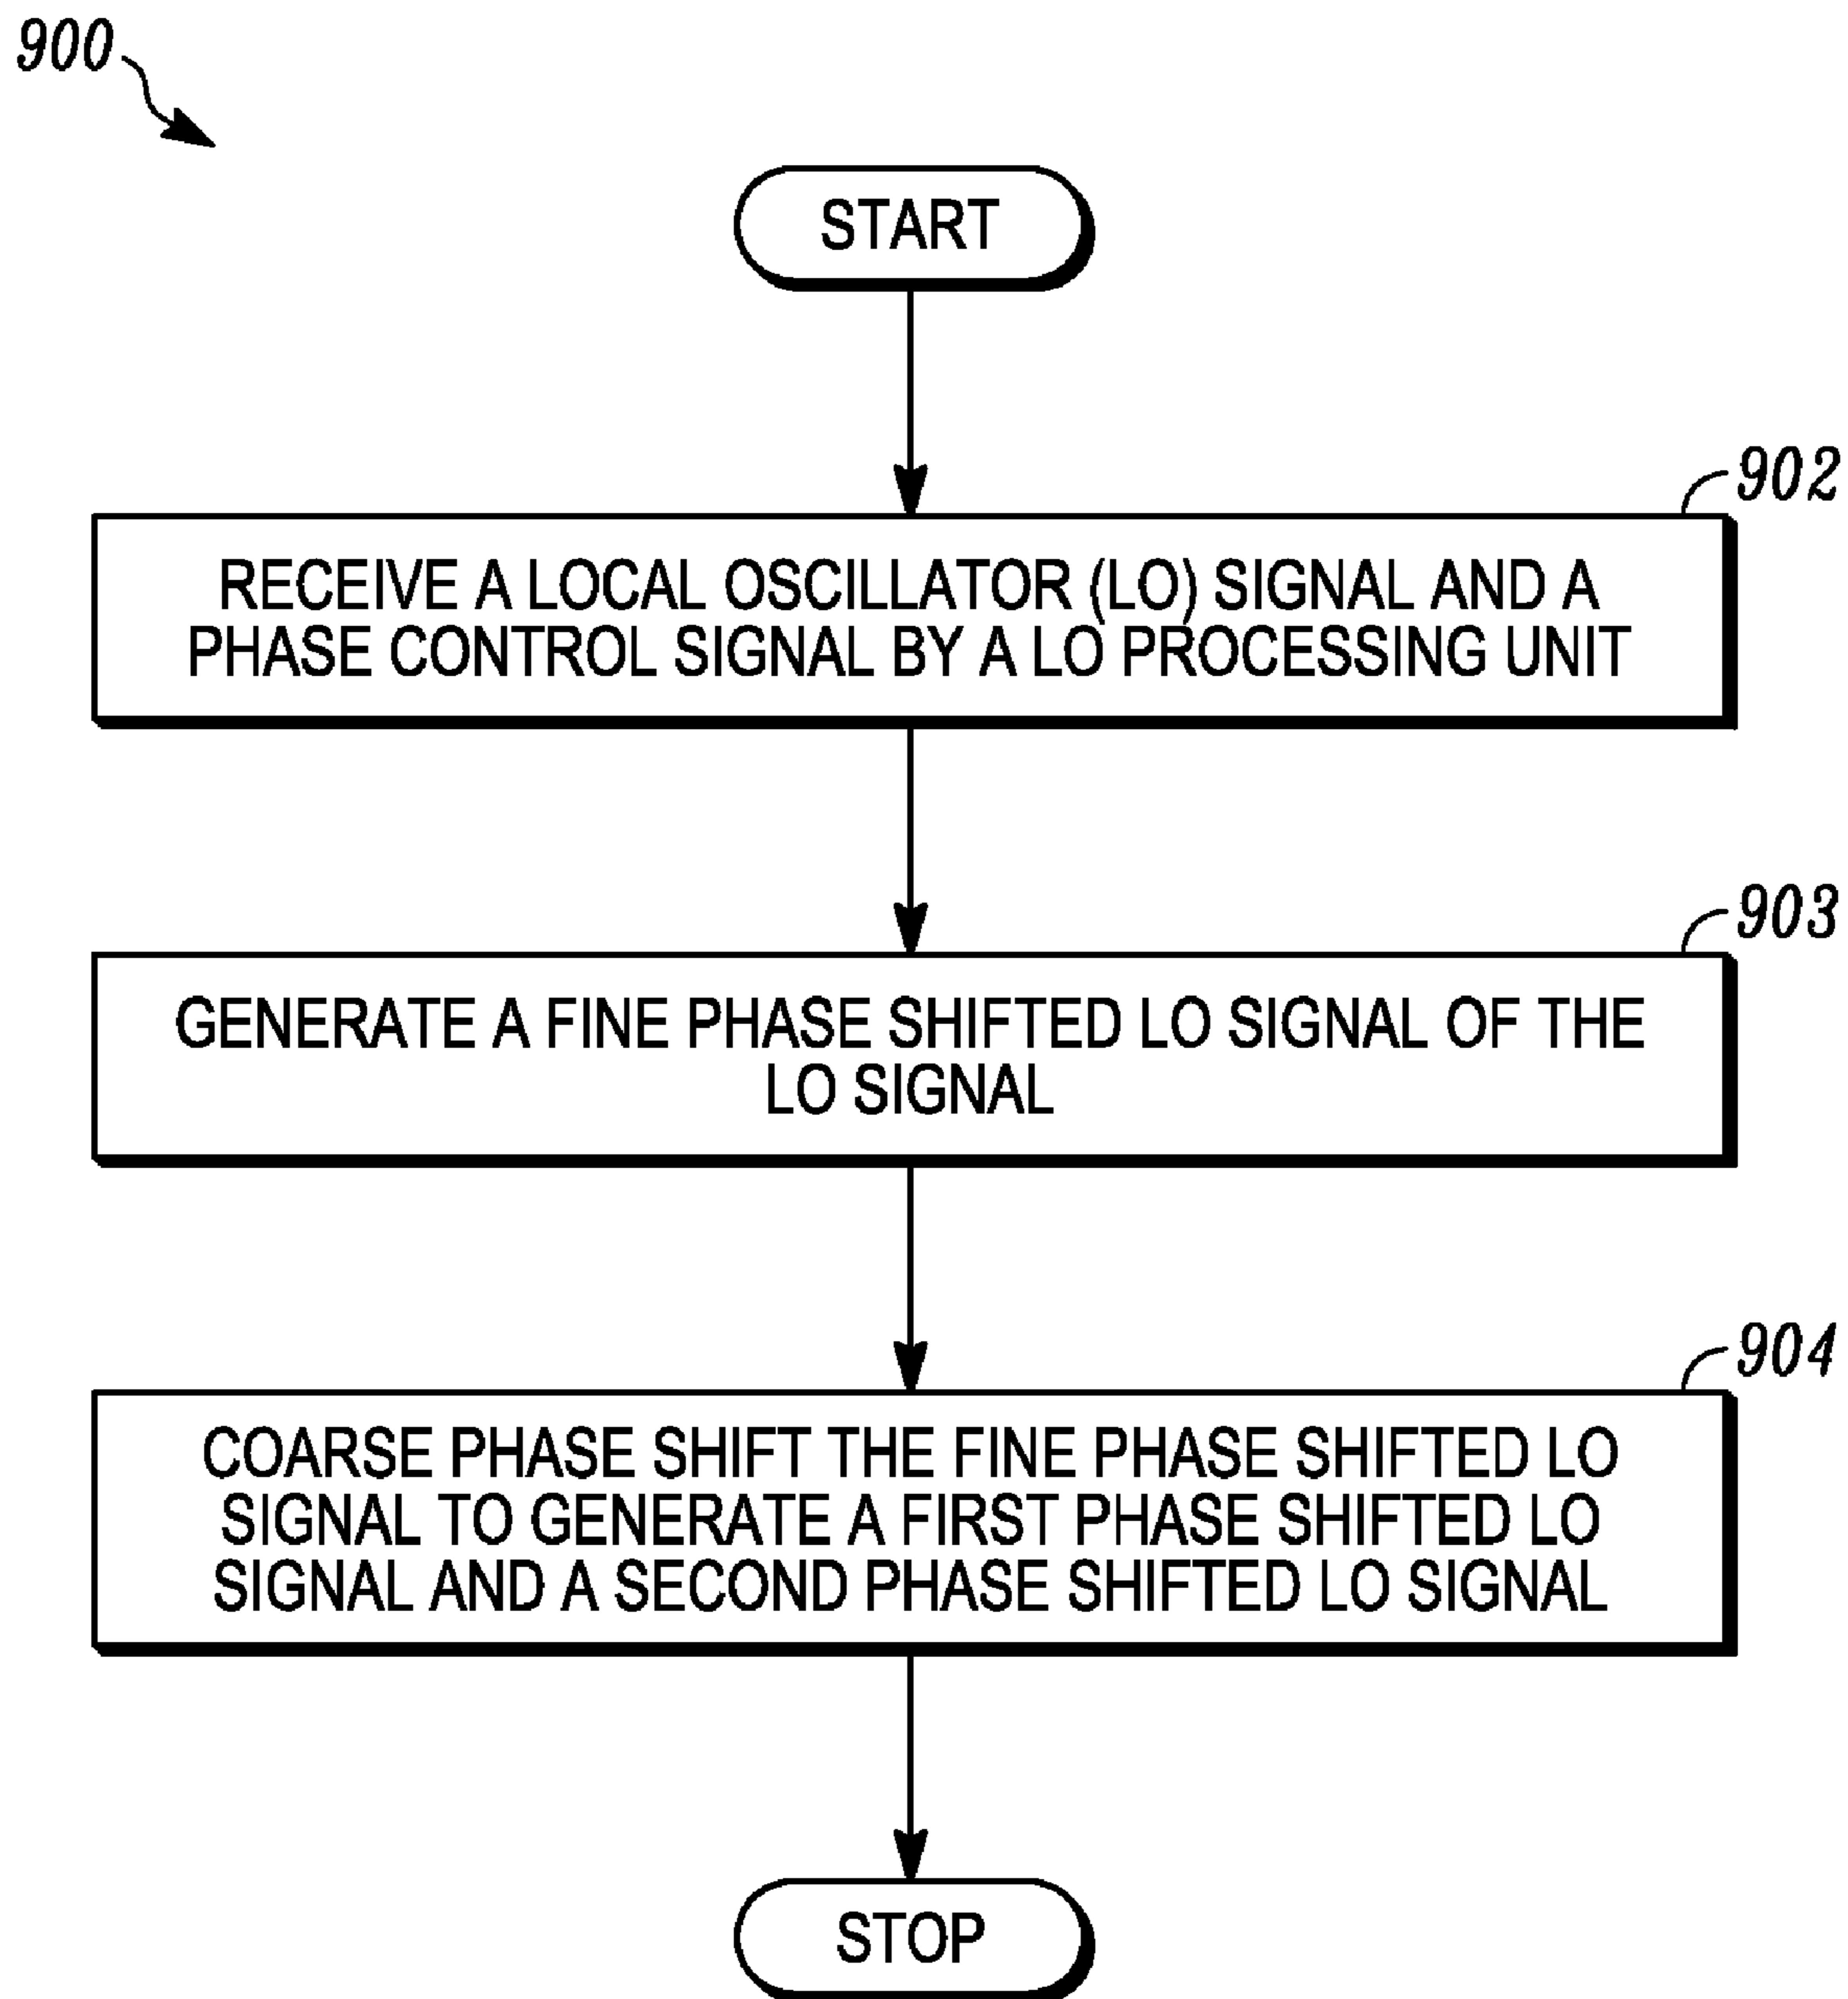 900
START
902
RECEIVE A LOCAL OSCILLATOR (LO) SIGNAL AND A
PHASE CONTROL SIGNAL BY A LO PROCESSING UNIT
903
GENERATE A FINE PHASE SHIFTED LO SIGNAL OF THE
LO SIGNAL
904
COARSE PHASE SHIFT THE FINE PHASE SHIFTED LO
SIGNAL TO GENERATE A FIRST PHASE SHIFTED LO
SIGNAL AND A SECOND PHASE SHIFTED LO SIGNAL
STOP